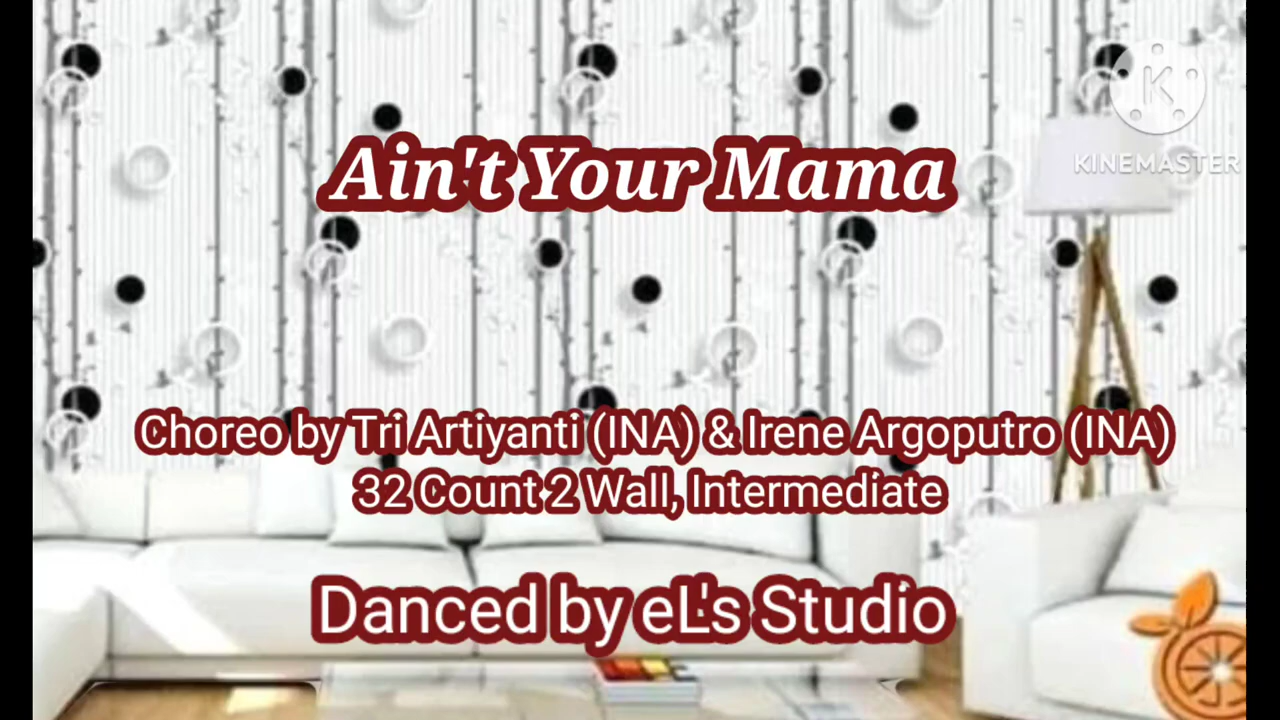 KINEMASTER
Ain't Your Mama
Choreo by Tri Artiyanti (INA) & Irene Argoputro (INA)
32 Count 2 Wall, Intermediate
Danced by eL's Studio